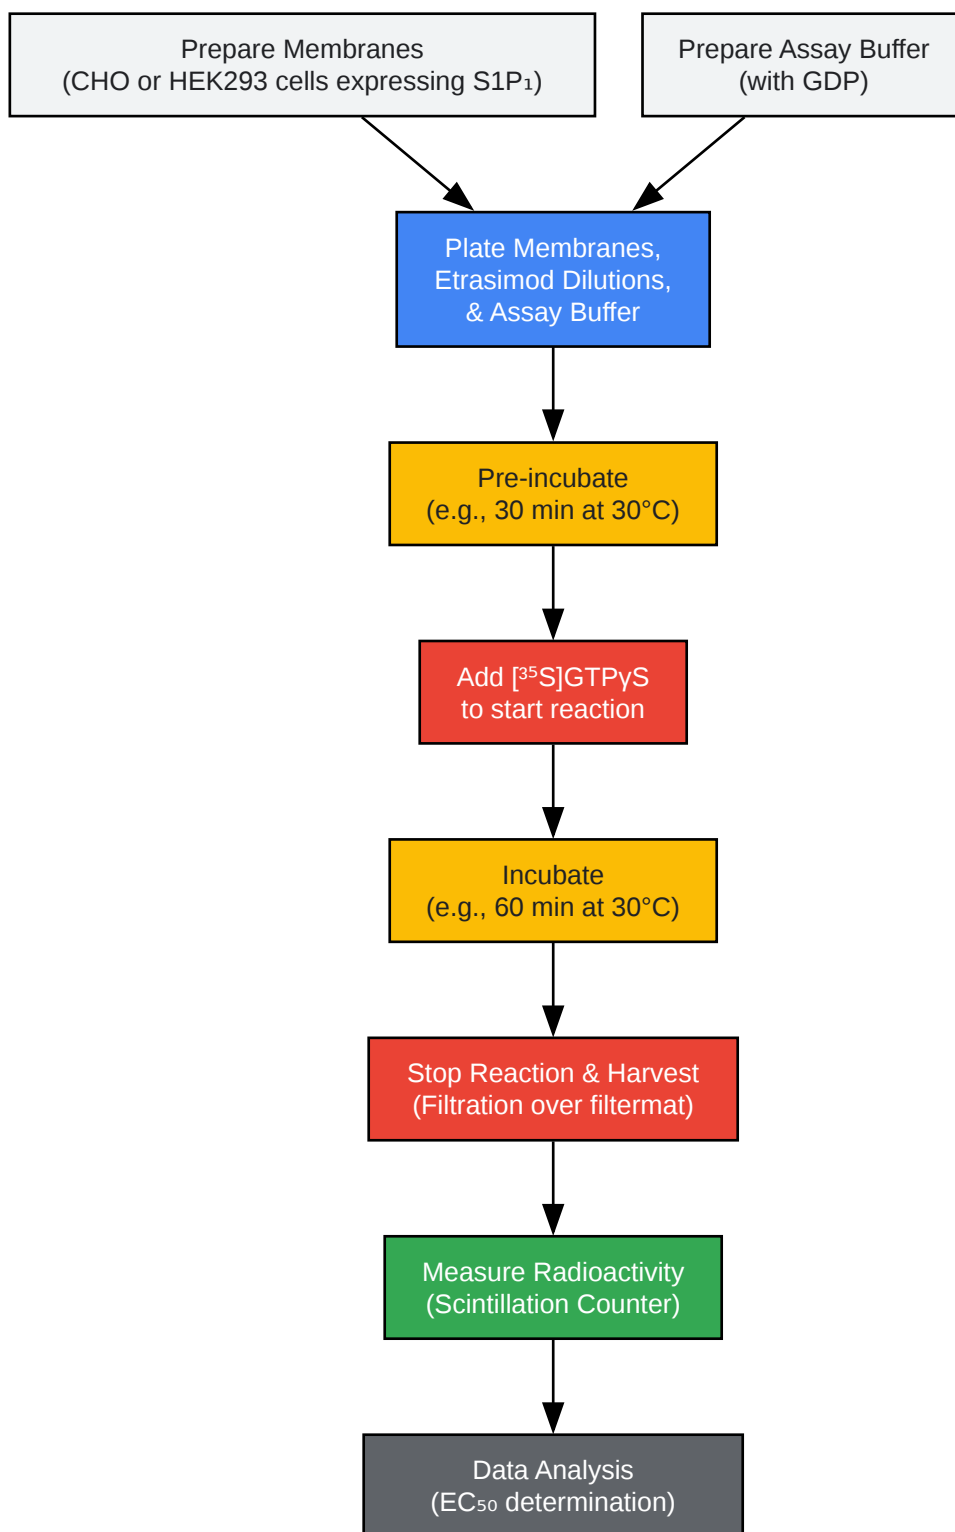 Prepare Membranes
(CHO or HEK293 cells expressing S1P₁)
Prepare Assay Buffer
(with GDP)
Plate Membranes,
Etrasimod Dilutions,
& Assay Buffer
Pre-incubate
(e.g., 30 min at 30°C)
Add [³⁵S]GTPγS
to start reaction
Incubate
(e.g., 60 min at 30°C)
Stop Reaction & Harvest
(Filtration over filtermat)
Measure Radioactivity
(Scintillation Counter)
Data Analysis
(EC₅₀ determination)